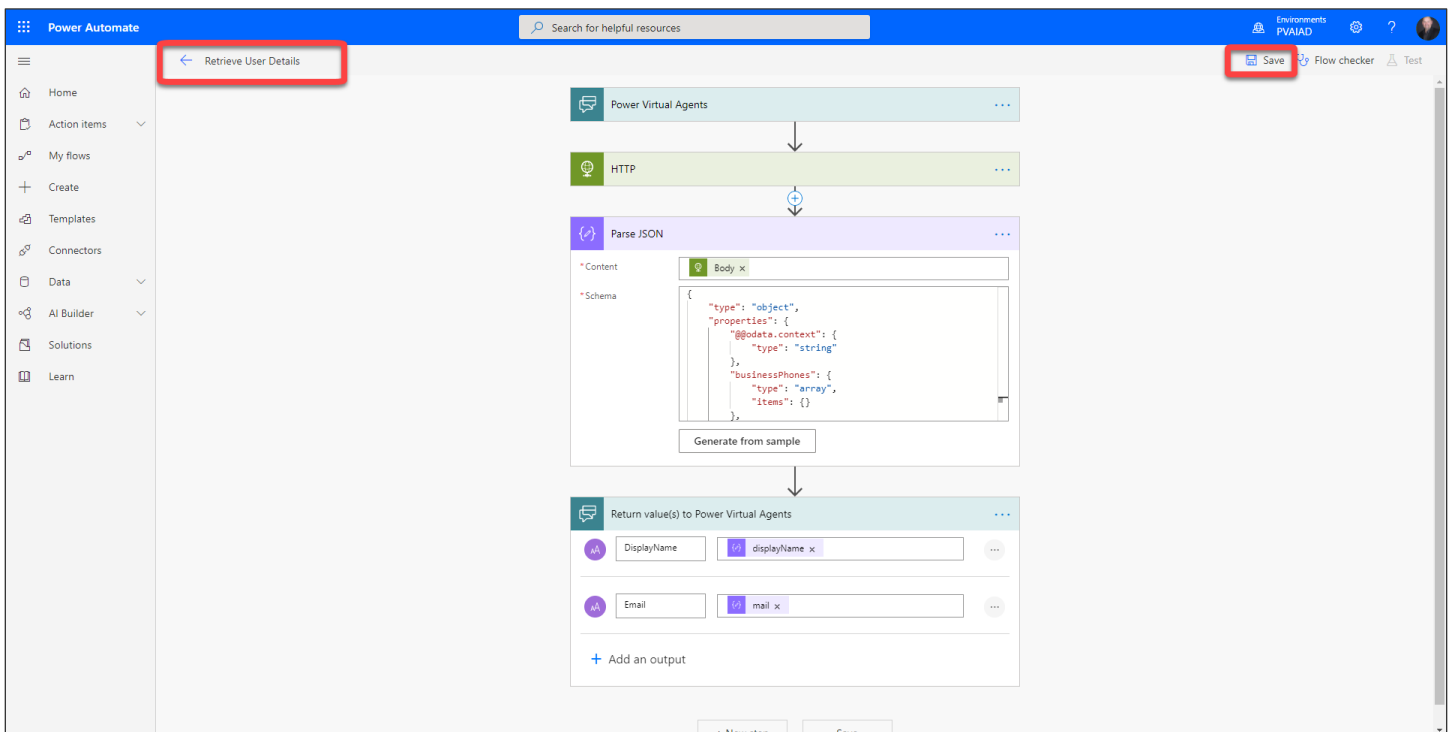 Power Automate
Search for helpful resources
Environments
PVAIAD
?
Retrieve User Details
Save
Flow checker
Test
Home
Action items
My flows
Create
Templates
Connectors
Data
AI Builder
Solutions
Learn
Power Virtual Agents
HTTP
Parse JSON
*Content
Body ×
*Schema
{
"type": "object",
"properties": {
"@@odata.context": {
"type": "string"
},
"businessPhones": {
"type": "array",
"items": {}
},
Generate from sample
Return value(s) to Power Virtual Agents
DisplayName
displayName ×
Email
mail ×
+ Add an output
+ New step
Save